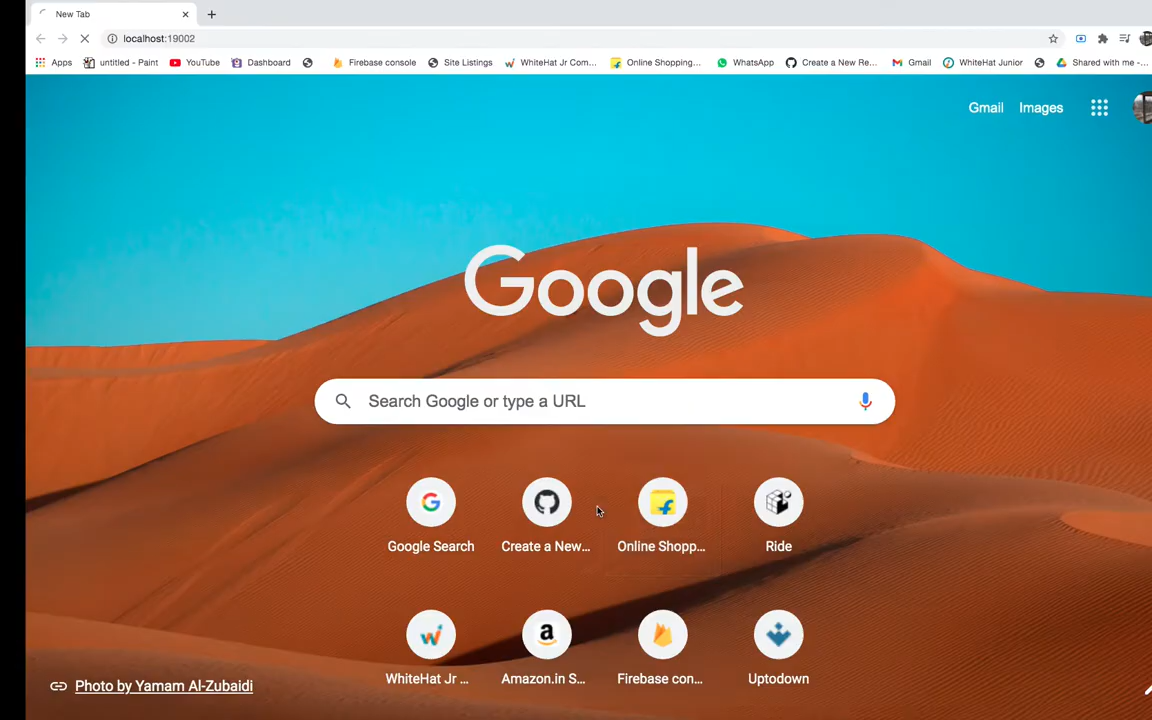 New Tab
localhost:19002
Apps untitled - Paint YouTube Dashboard Firebase console Site Listings WhiteHat Jr Com... Online Shopping... WhatsApp Create a New Re... Gmail WhiteHat Junior Shared with me -...
Gmail Images
Google
Search Google or type a URL
Google Search Create a New... Online Shopp... Ride
WhiteHat Jr ... Amazon.in S... Firebase con... Uptodown
Photo by Yamam Al-Zubaidi